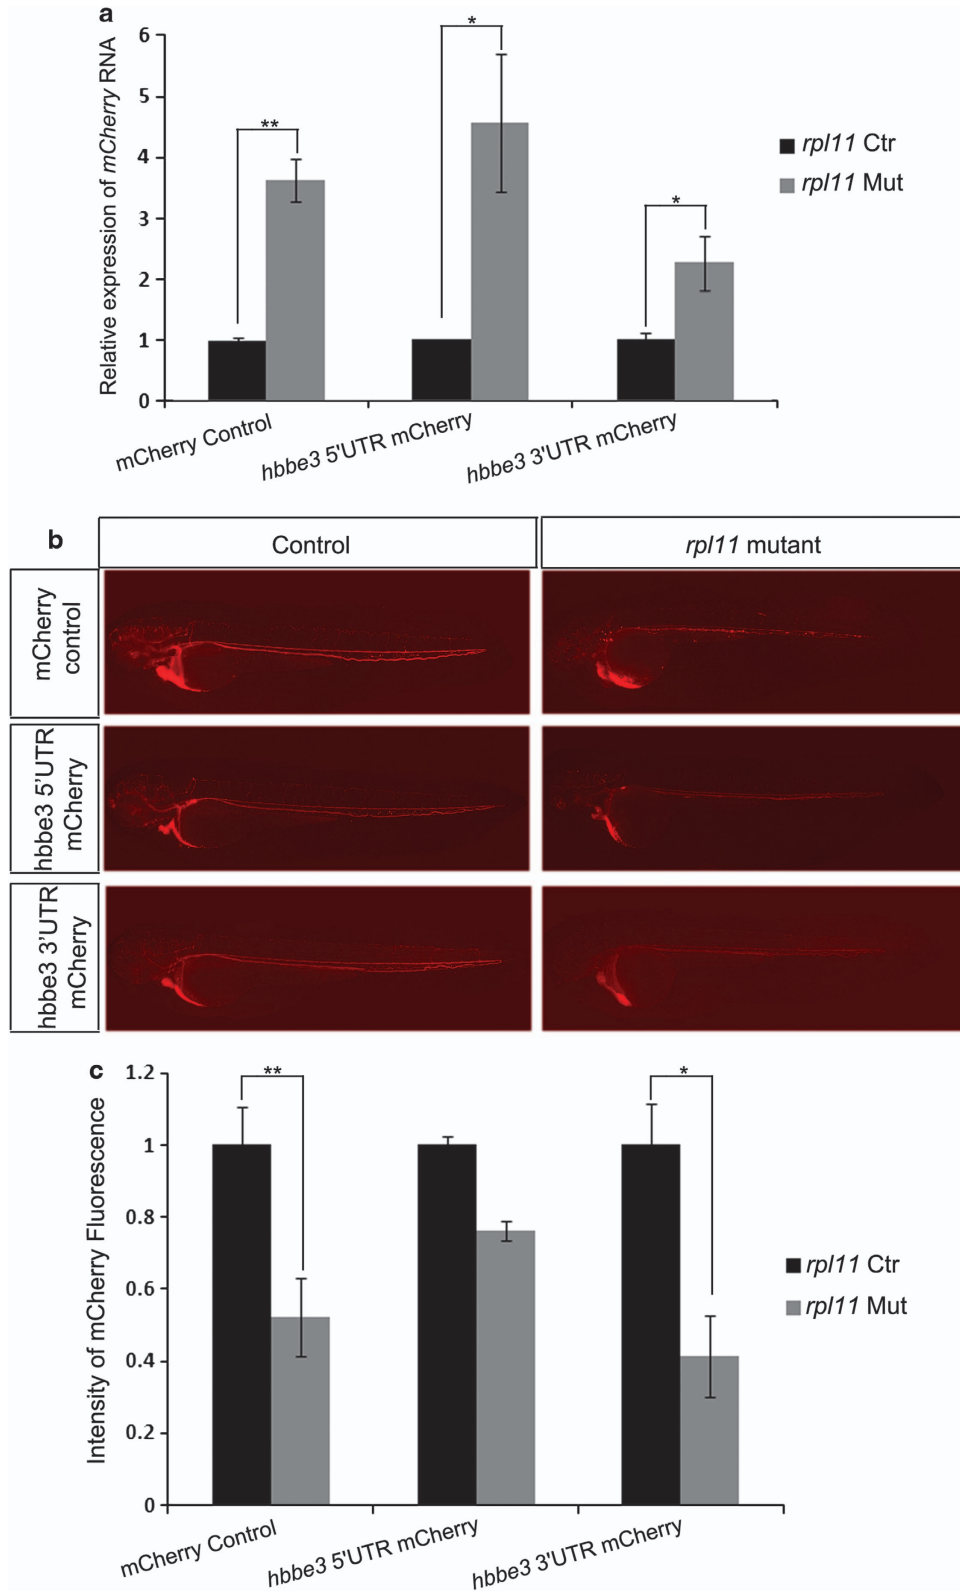 a
Relative expression of mCherry RNA
6
5
4
3
2
1
0
**
*
*
rpl11 Ctr
rpl11 Mut
mCherry Control
hbbe3 5'UTR mCherry
hbbe3 3'UTR mCherry
b
Control
rpl11 mutant
mCherry
control
hbbe3 5'UTR
mCherry
hbbe3 3'UTR
mCherry
c
Intensity of mCherry Fluorescence
1.2
1
0.8
0.6
0.4
0.2
0
**
*
rpl11 Ctr
rpl11 Mut
mCherry Control
hbbe3 5'UTR mCherry
hbbe3 3'UTR mCherry